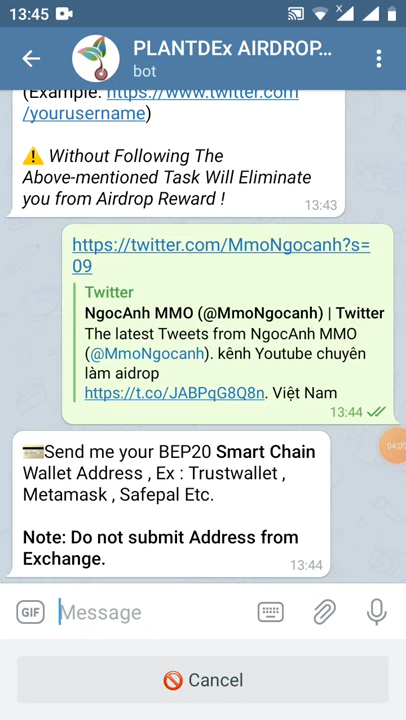 13:45
PLANTDEx AIRDROP...
bot
(Example: https://www.twitter.com
/yourusername)
⚠️ Without Following The
Above-mentioned Task Will Eliminate
you from Airdrop Reward !
13:43
https://twitter.com/MmoNgocanh?s=
09
Twitter
NgocAnh MMO (@MmoNgocanh) | Twitter
The latest Tweets from NgocAnh MMO
(@MmoNgocanh). kênh Youtube chuyên
làm aidrop
https://t.co/JABPqG8Q8n. Việt Nam
13:44
04:00
💳Send me your BEP20 Smart Chain
Wallet Address , Ex : Trustwallet ,
Metamask , Safepal Etc.
Note: Do not submit Address from
Exchange.
13:44
GIF
Message
🚫 Cancel